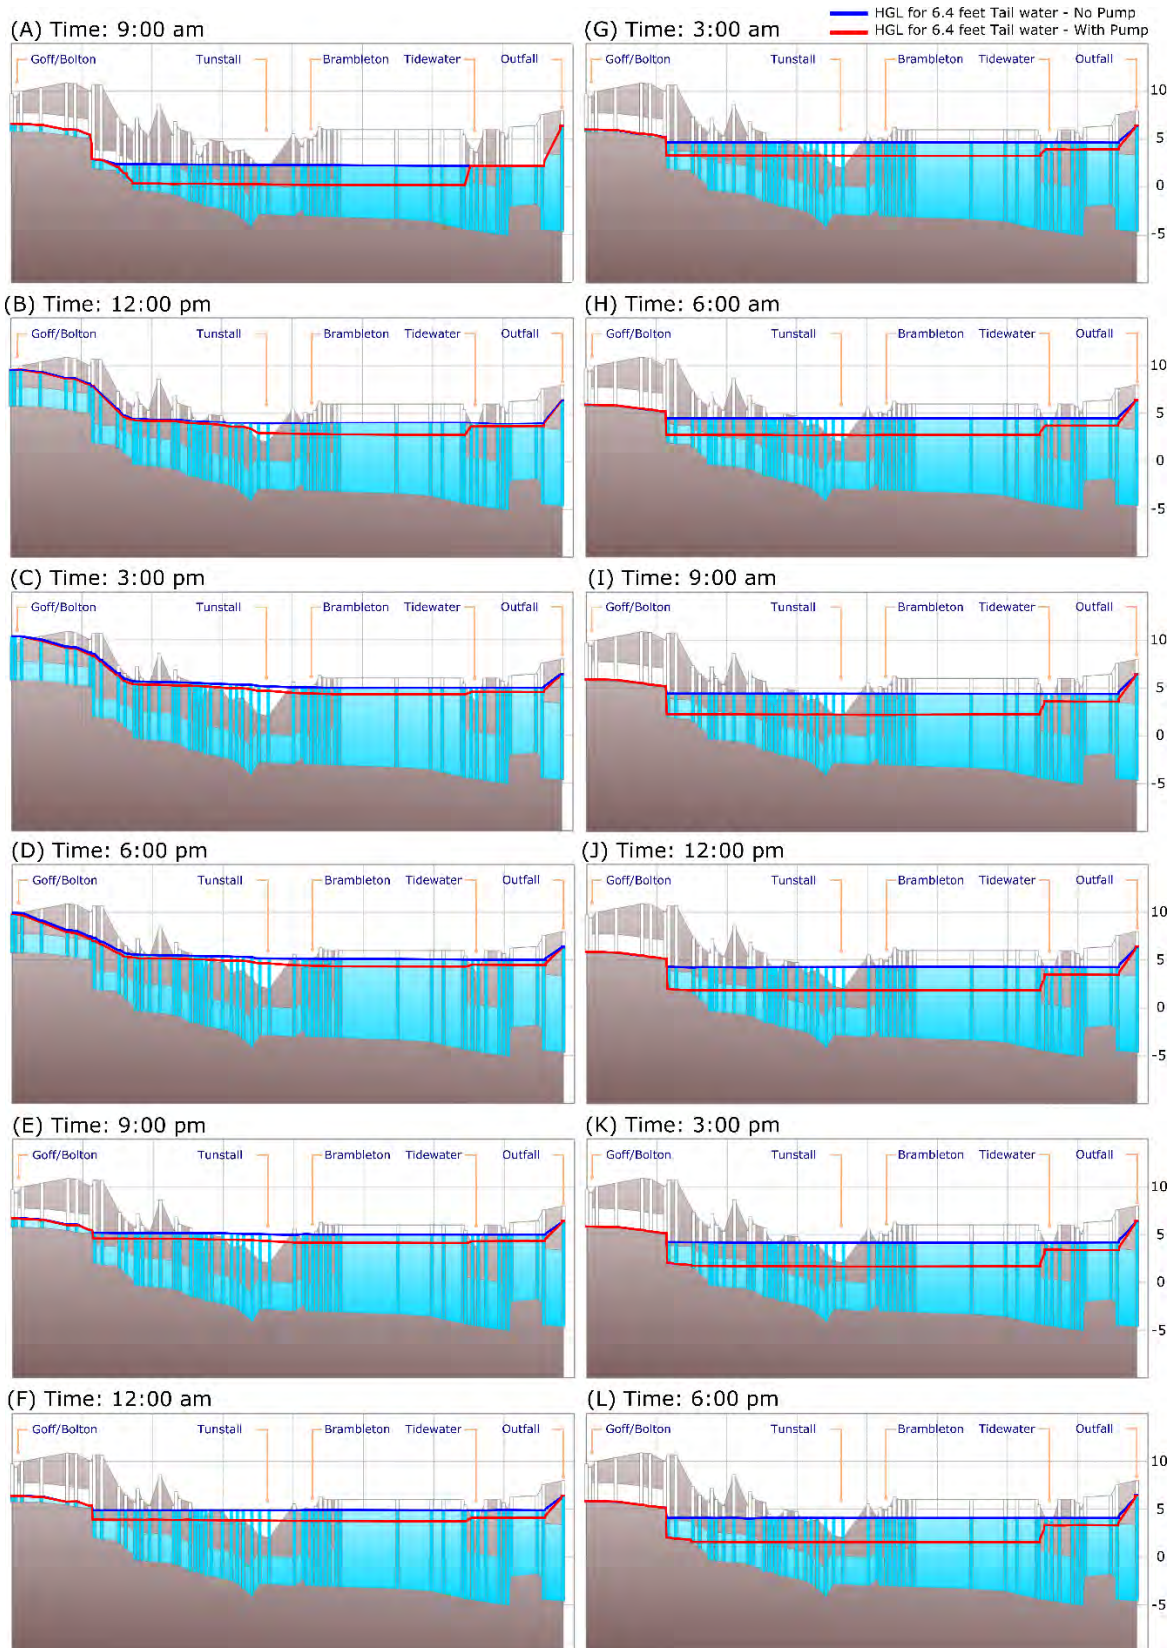 HGL for 6.4 feet Tail water - No Pump
HGL for 6.4 feet Tail water - With Pump
(A) Time: 9:00 am
Goff/Bolton Tunstall Brambleton Tidewater Outfall
(G) Time: 3:00 am
Goff/Bolton Tunstall Brambleton Tidewater Outfall
10
5
0
-5
(B) Time: 12:00 pm
Goff/Bolton Tunstall Brambleton Tidewater Outfall
(H) Time: 6:00 am
Goff/Bolton Tunstall Brambleton Tidewater Outfall
10
5
0
-5
(C) Time: 3:00 pm
Goff/Bolton Tunstall Brambleton Tidewater Outfall
(I) Time: 9:00 am
Goff/Bolton Tunstall Brambleton Tidewater Outfall
10
5
0
-5
(D) Time: 6:00 pm
Goff/Bolton Tunstall Brambleton Tidewater Outfall
(J) Time: 12:00 pm
Goff/Bolton Tunstall Brambleton Tidewater Outfall
10
5
0
-5
(E) Time: 9:00 pm
Goff/Bolton Tunstall Brambleton Tidewater Outfall
(K) Time: 3:00 pm
Goff/Bolton Tunstall Brambleton Tidewater Outfall
10
5
0
-5
(F) Time: 12:00 am
Goff/Bolton Tunstall Brambleton Tidewater Outfall
(L) Time: 6:00 pm
Goff/Bolton Tunstall Brambleton Tidewater Outfall
10
5
0
-5